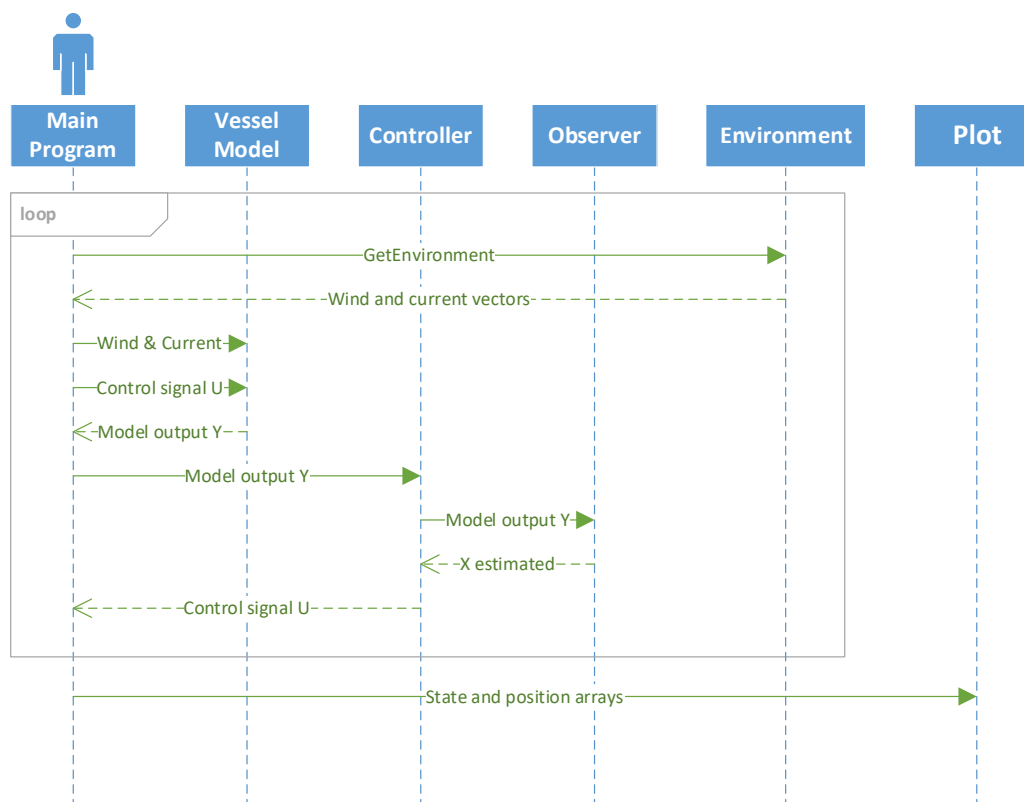 Main
Program
Vessel
Model
Controller
Observer
Environment
Plot
loop
GetEnvironment
Wind and current vectors
Wind & Current
Control signal U
Model output Y
Model output Y
Model output Y
X estimated
Control signal U
State and position arrays